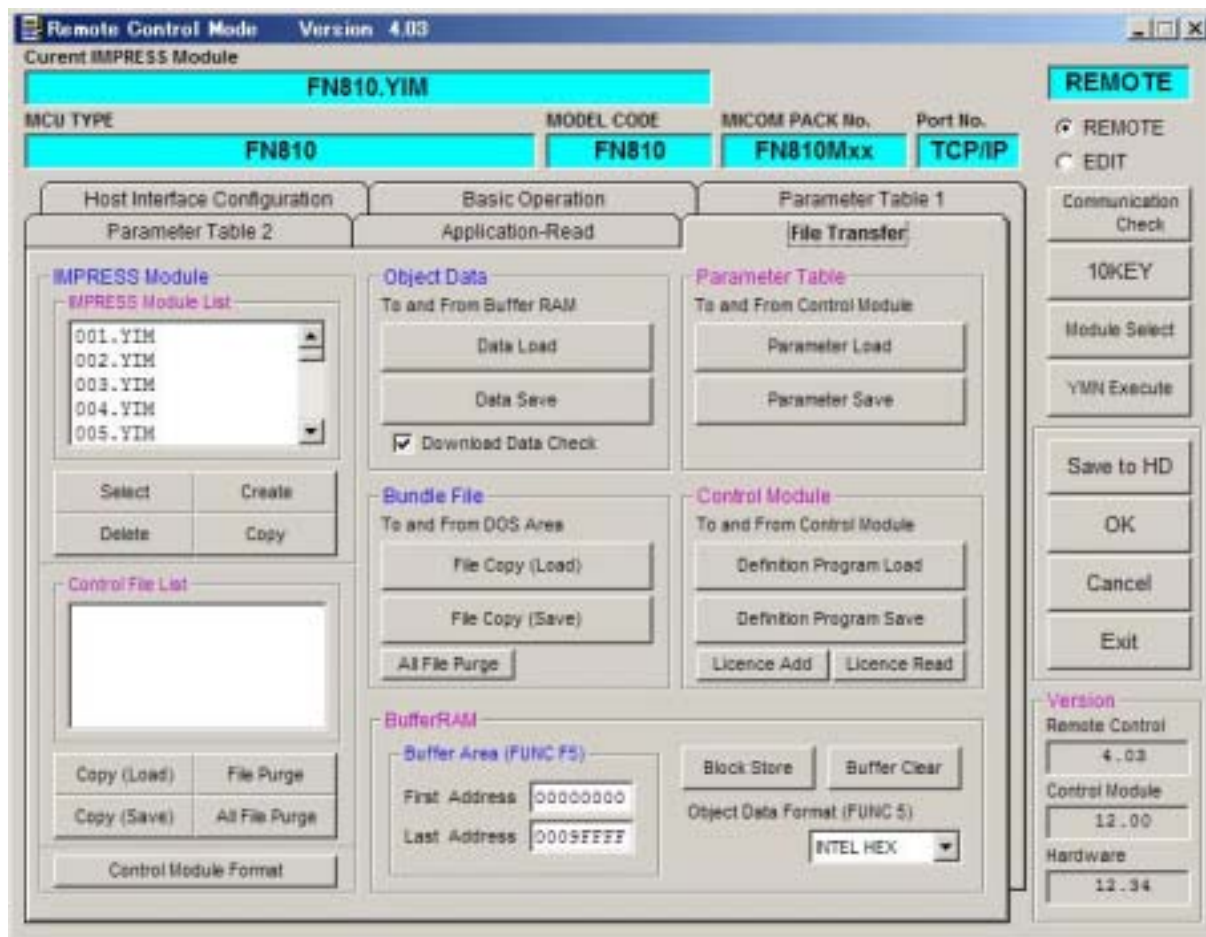 Remote Control Mode Version 4.03
Curent IMPRESS Module
FN810.YIM
REMOTE
MCU TYPE
MODEL CODE
MICOM PACK No.
Port No.
FN810
FN810
FN810Mxx
TCP/IP
REMOTE
EDIT
Host Interface Configuration
Basic Operation
Parameter Table 1
Parameter Table 2
Application-Read
File Transfer
IMPRESS Module
IMPRESS Module List
001.YIM
002.YIM
003.YIM
004.YIM
005.YIM
Select
Create
Delete
Copy
Control File List
Copy (Load)
File Purge
Copy (Save)
All File Purge
Control Module Format
Object Data
To and From Buffer RAM
Data Load
Data Save
Download Data Check
Parameter Table
To and From Control Module
Parameter Load
Parameter Save
Bundle File
To and From DOS Area
File Copy (Load)
File Copy (Save)
All File Purge
Control Module
To and From Control Module
Definition Program Load
Definition Program Save
Licence Add
Licence Read
BufferRAM
Buffer Area (FUNC F5)
First Address 00000000
Last Address 0009FFFF
Block Store
Buffer Clear
Object Data Format (FUNC 5)
INTEL HEX
Communication
Check
10KEY
Module Select
YMN Execute
Save to HD
OK
Cancel
Exit
Version
Remote Control
4.03
Control Module
12.00
Hardware
12.34